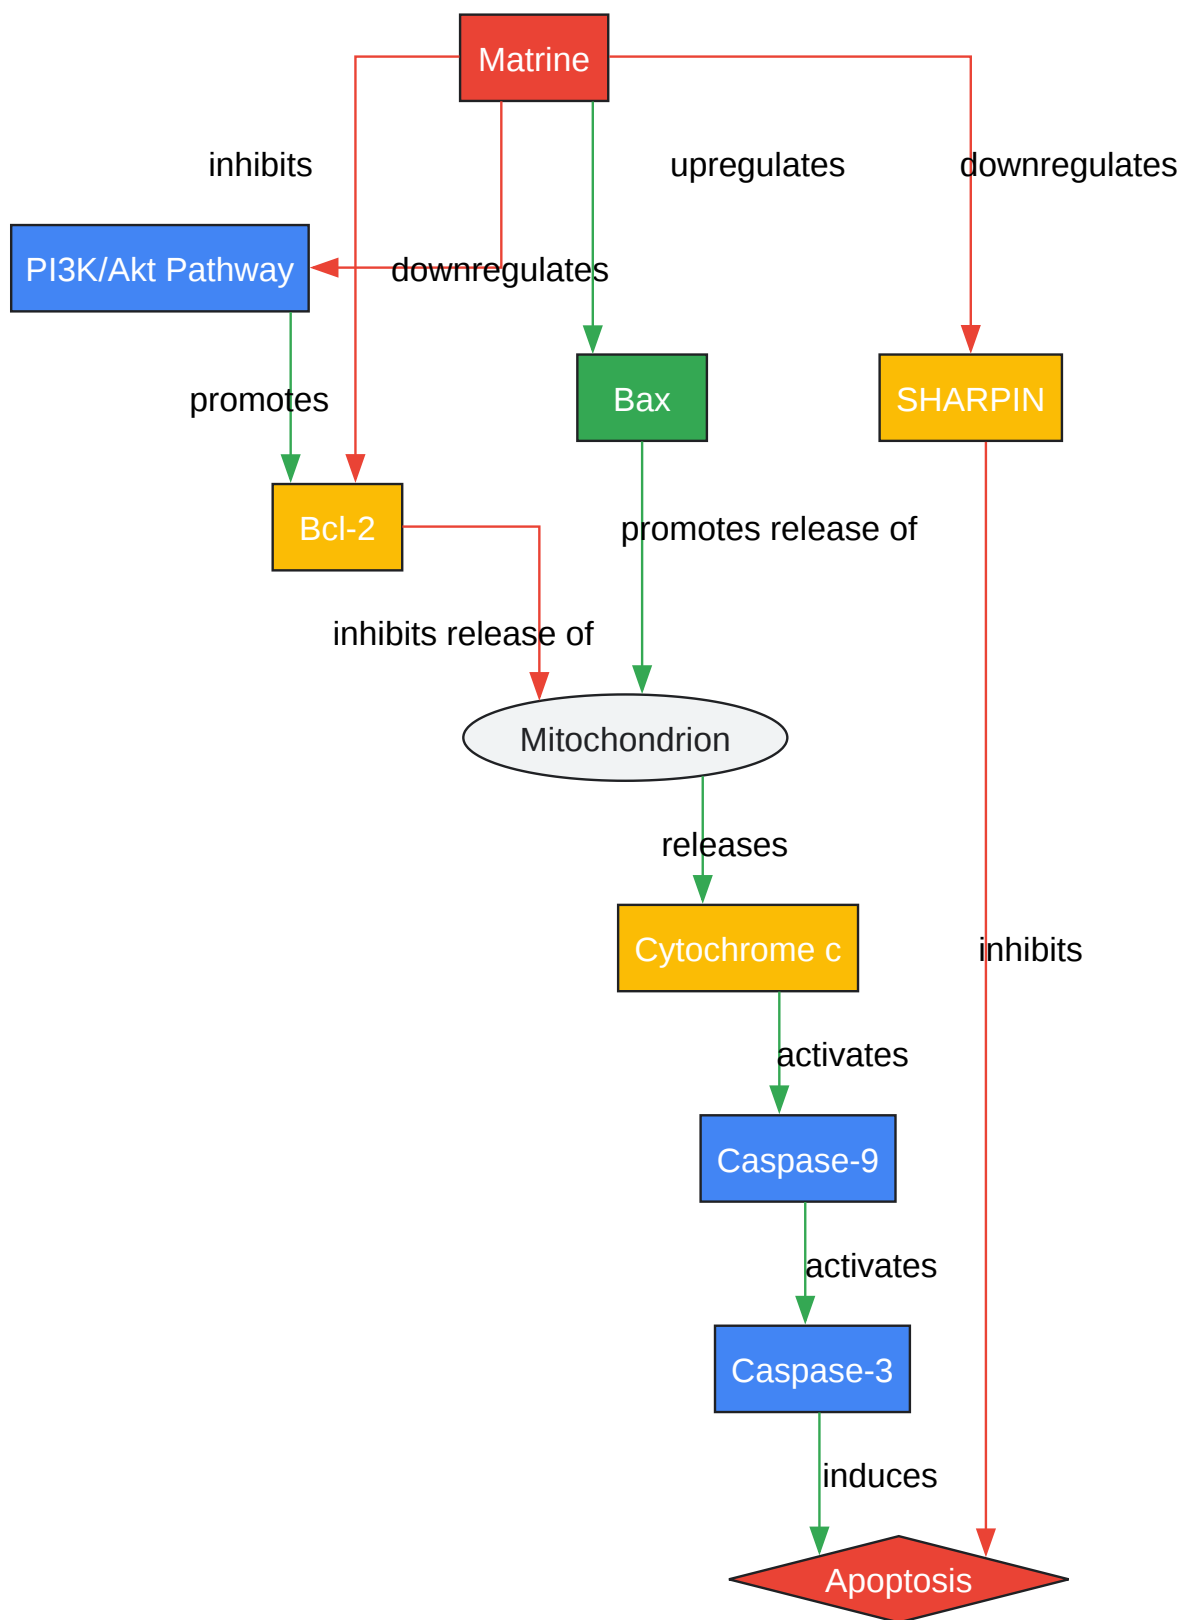 Matrine
inhibits
upregulates
downregulates
PI3K/Akt Pathway
downregulates
promotes
Bax
SHARPIN
Bcl-2
promotes release of
inhibits release of
Mitochondrion
releases
Cytochrome c
inhibits
activates
Caspase-9
activates
Caspase-3
induces
Apoptosis